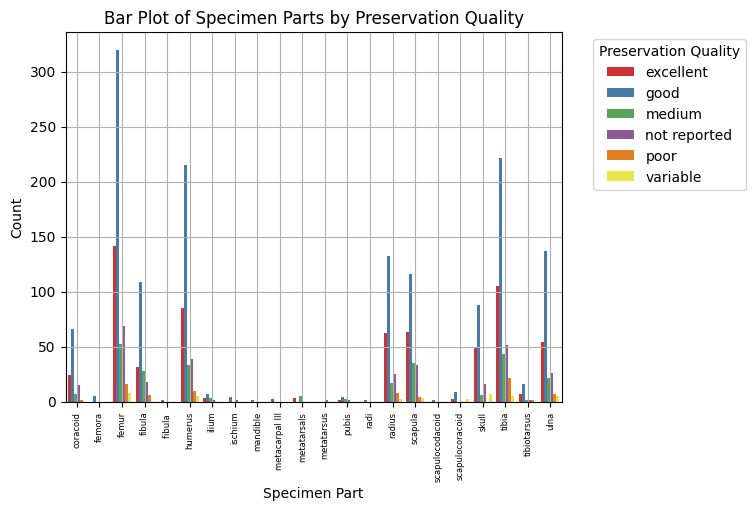 Bar Plot of Specimen Parts by Preservation Quality
Count
300
250
200
150
100
50
0
coracoid
femora
femur
fibula
fibula
humerus
ilium
ischium
mandible
metacarpal III
metatarsals
metatarsus
pubis
radi
radius
scapula
scapulocodacoid
scapulocoracoid
skull
tibia
tibiotarsus
ulna
Specimen Part
Preservation Quality
excellent
good
medium
not reported
poor
variable